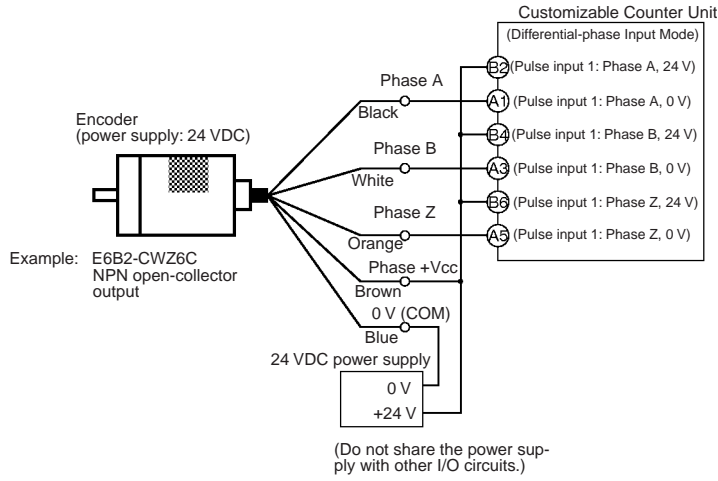 Customizable Counter Unit
(Differential-phase Input Mode)
B2 (Pulse input 1: Phase A, 24 V)
Phase A
Black
A1 (Pulse input 1: Phase A, 0 V)
Encoder
(power supply: 24 VDC)
B4 (Pulse input 1: Phase B, 24 V)
Phase B
White
A3 (Pulse input 1: Phase B, 0 V)
B6 (Pulse input 1: Phase Z, 24 V)
Phase Z
Orange
A5 (Pulse input 1: Phase Z, 0 V)
Example: E6B2-CWZ6C
NPN open-collector
output
Phase +Vcc
Brown
0 V (COM)
Blue
24 VDC power supply
0 V
+24 V
(Do not share the power sup-
ply with other I/O circuits.)